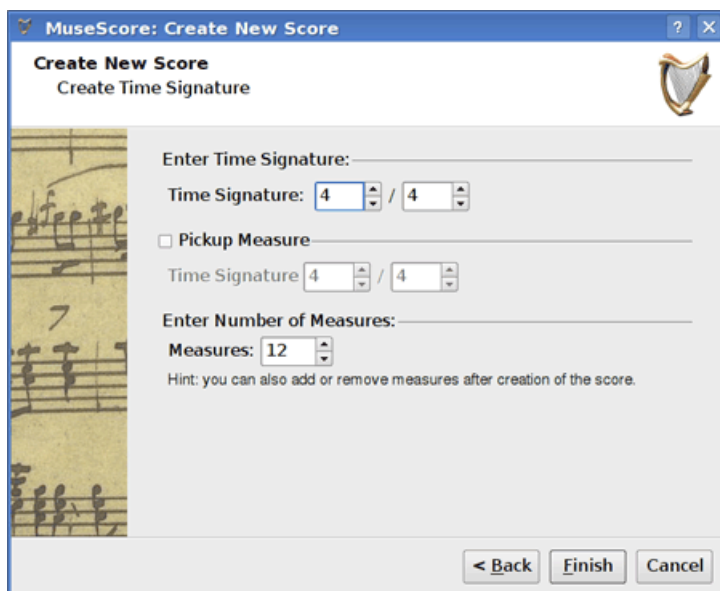 MuseScore: Create New Score ? X
Create New Score
Create Time Signature
Enter Time Signature:
Time Signature: 4 / 4
Pickup Measure
Time Signature 4 / 4
Enter Number of Measures:
Measures: 12
Hint: you can also add or remove measures after creation of the score.
7
< Back Finish Cancel